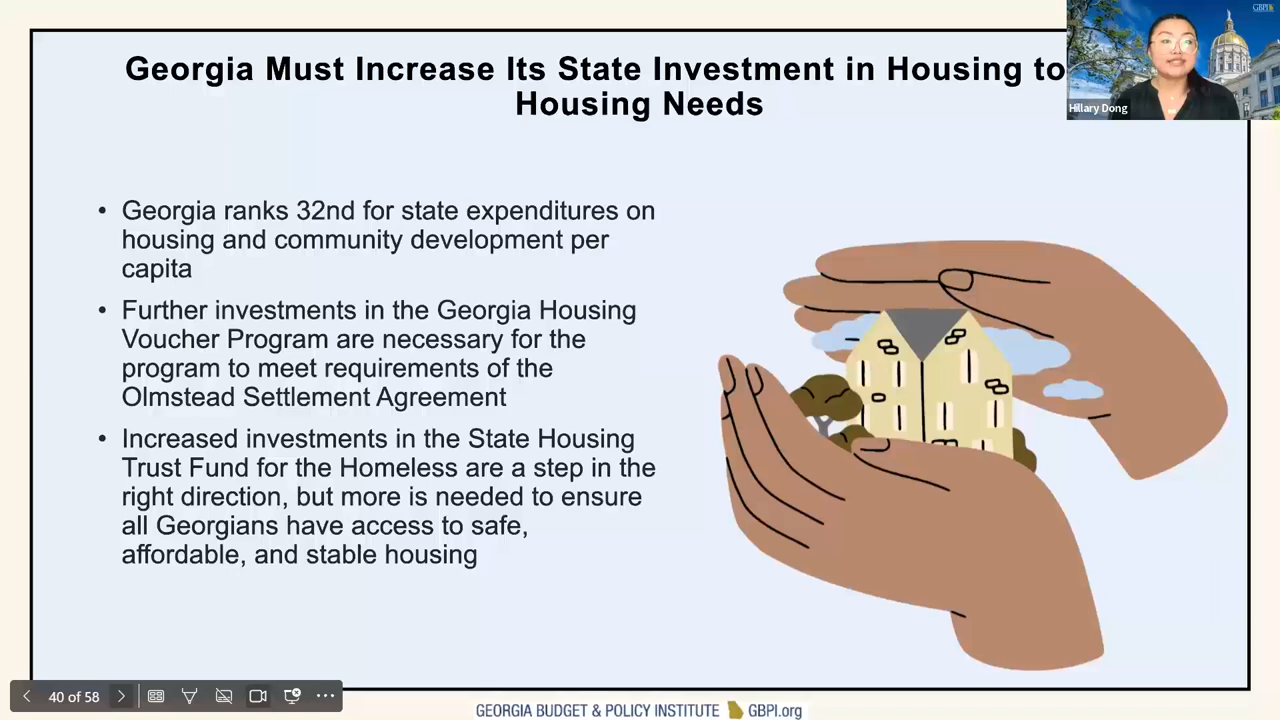 GBPI
Georgia Must Increase Its State Investment in Housing to
Housing Needs
Hillary Dong
• Georgia ranks 32nd for state expenditures on
housing and community development per
capita
• Further investments in the Georgia Housing
Voucher Program are necessary for the
program to meet requirements of the
Olmstead Settlement Agreement
• Increased investments in the State Housing
Trust Fund for the Homeless are a step in the
right direction, but more is needed to ensure
all Georgians have access to safe,
affordable, and stable housing
40 of 58
GEORGIA BUDGET & POLICY INSTITUTE GBPI.org